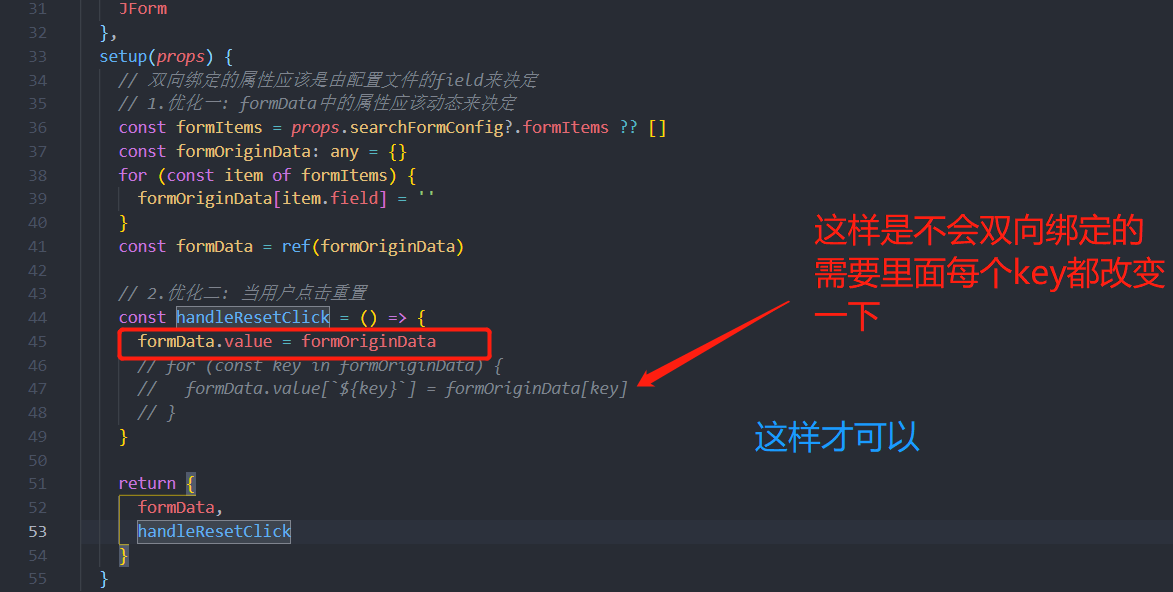 31 JForm
32 },
33 setup(props) {
34 // 双向绑定的属性应该是由配置文件的field来决定
35 // 1.优化一: formData中的属性应该动态来决定
36 const formItems = props.searchFormConfig?.formItems ?? []
37 const formOriginData: any = {}
38 for (const item of formItems) {
39 formOriginData[item.field] = ''
40 }
41 const formData = ref(formOriginData)
42
43 // 2.优化二: 当用户点击重置
44 const handleResetClick = () => {
45 formData.value = formOriginData
46 // for (const key in formOriginData) {
47 //   formData.value[`${key}`] = formOriginData[key]
48 // }
49 }
50
51 return {
52 formData,
53 handleResetClick
54 }
55 }
这样是不会双向绑定的
需要里面每个key都改变
一下
这样才可以